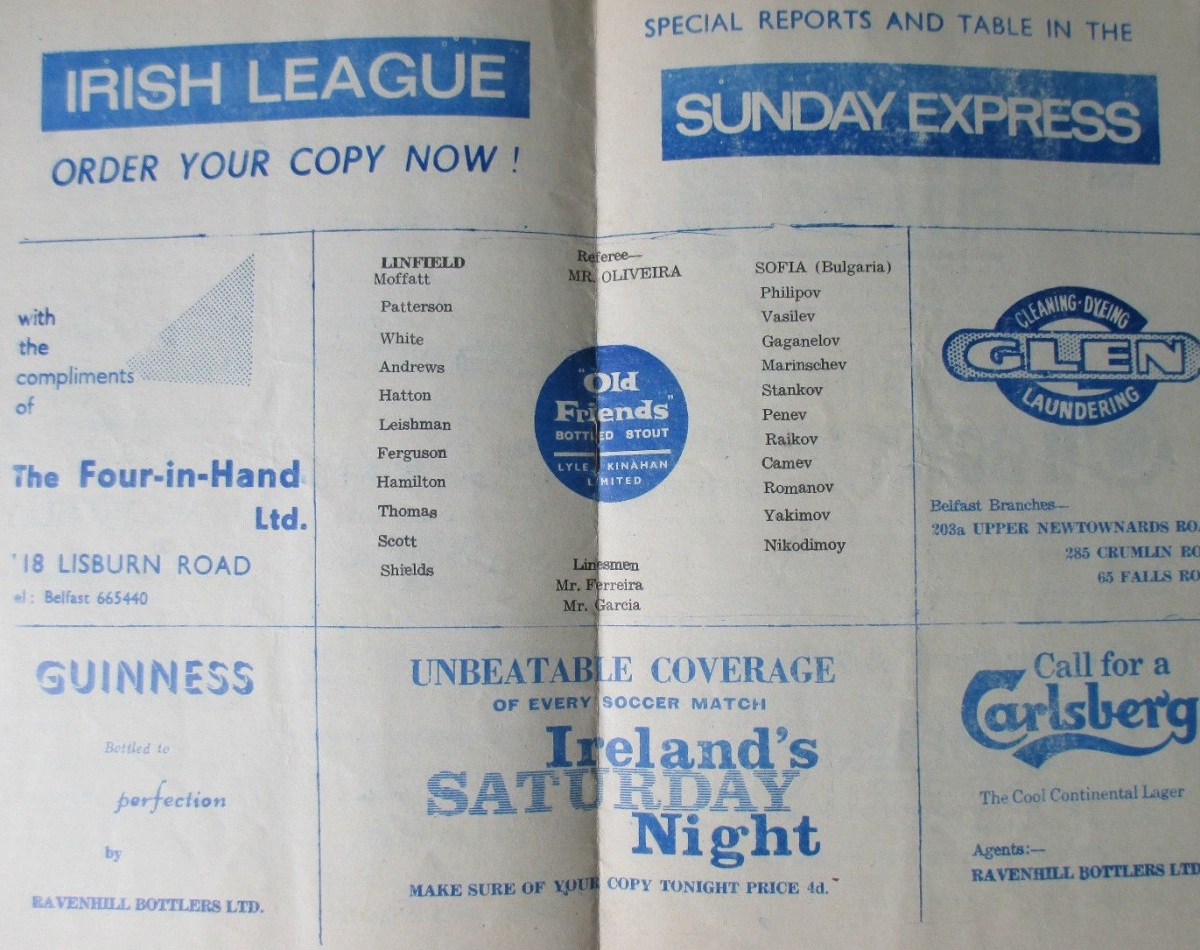 IRISH LEAGUE
ORDER YOUR COPY NOW !
SPECIAL REPORTS AND TABLE IN THE
SUNDAY EXPRESS
with
the
compliments
of
The Four-in-Hand
Ltd.
18 LISBURN ROAD
el: Belfast 665440
LINFIELD
Moffatt
Patterson
White
Andrews
Hatton
Leishman
Ferguson
Hamilton
Thomas
Scott
Shields
Referee—
MR. OLIVEIRA
"Old
Friends"
BOTTLED STOUT
LYLE KINAHAN
LIMITED
Linesmen
Mr. Ferreira
Mr. Garcia
SOFIA (Bulgaria)
Philipov
Vasilev
Gaganelov
Marinschev
Stankov
Penev
Raikov
Camev
Romanov
Yakimov
Nikodimoy
CLEANING·DYEING
GLEN
LAUNDERING
Belfast Branches—
203a UPPER NEWTOWNARDS RO
285 CRUMLIN RO
65 FALLS RO
GUINNESS
Bottled to
perfection
by
RAVENHILL BOTTLERS LTD.
UNBEATABLE COVERAGE
OF EVERY SOCCER MATCH
Ireland's
SATURDAY
Night
MAKE SURE OF YOUR COPY TONIGHT PRICE 4d.
Call for a
Carlsberg
The Cool Continental Lager
Agents:—
RAVENHILL BOTTLERS LTD